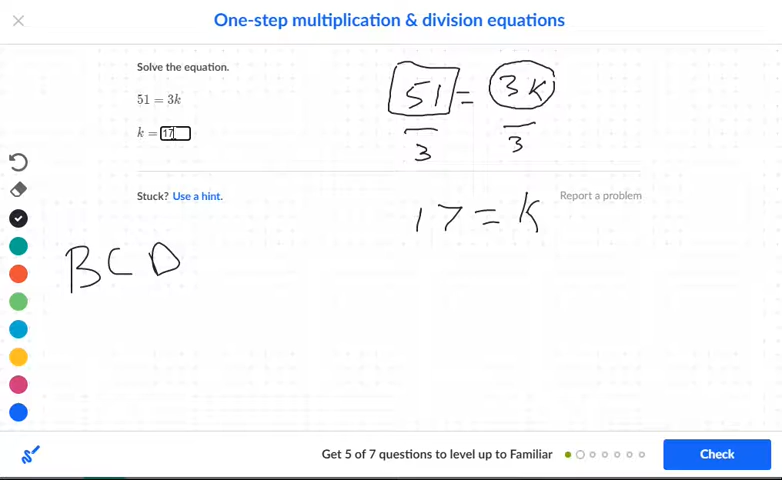 One-step multiplication & division equations
Solve the equation.
51 = 3k
k = 17
Stuck? Use a hint.
Report a problem
51 = 3k
3 3
17 = k
BCD
Get 5 of 7 questions to level up to Familiar
Check